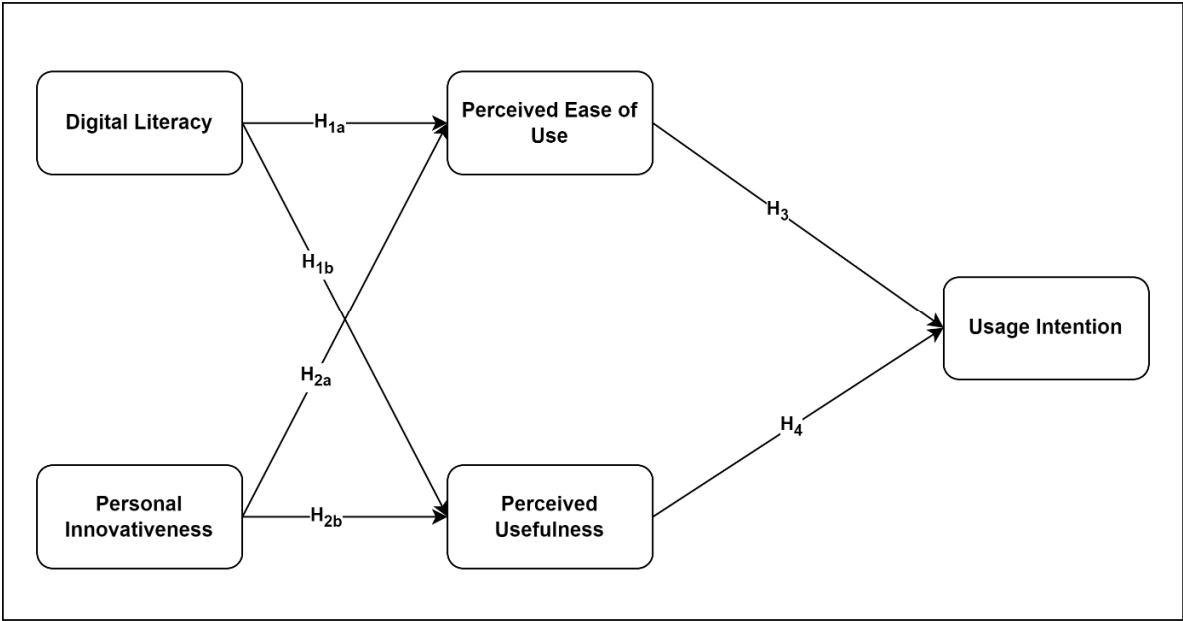 Digital Literacy
H1a
Perceived Ease of
Use
H3
H1b
Usage Intention
H2a
H4
Personal
Innovativeness
H2b
Perceived
Usefulness